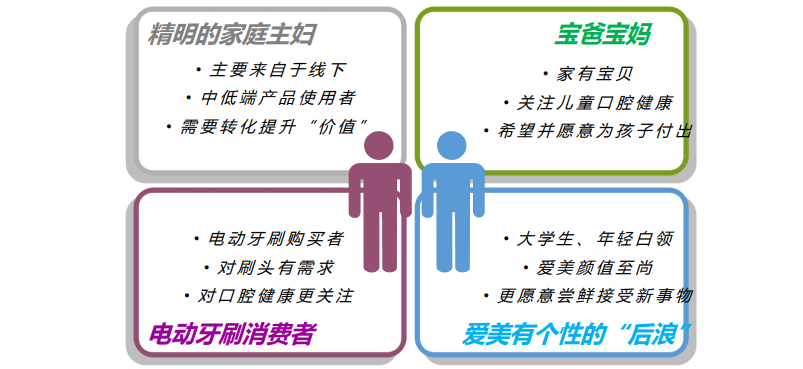 精明的家庭主妇
• 主要来自于线下
• 中低端产品使用者
• 需要转化提升“价值”
宝爸宝妈
• 家有宝贝
• 关注儿童口腔健康
• 希望并愿意为孩子付出
• 电动牙刷购买者
• 对刷头有需求
• 对口腔健康更关注
电动牙刷消费者
• 大学生、年轻白领
• 爱美颜值至尚
• 更愿意尝鲜接受新事物
爱美有个性的“后浪”